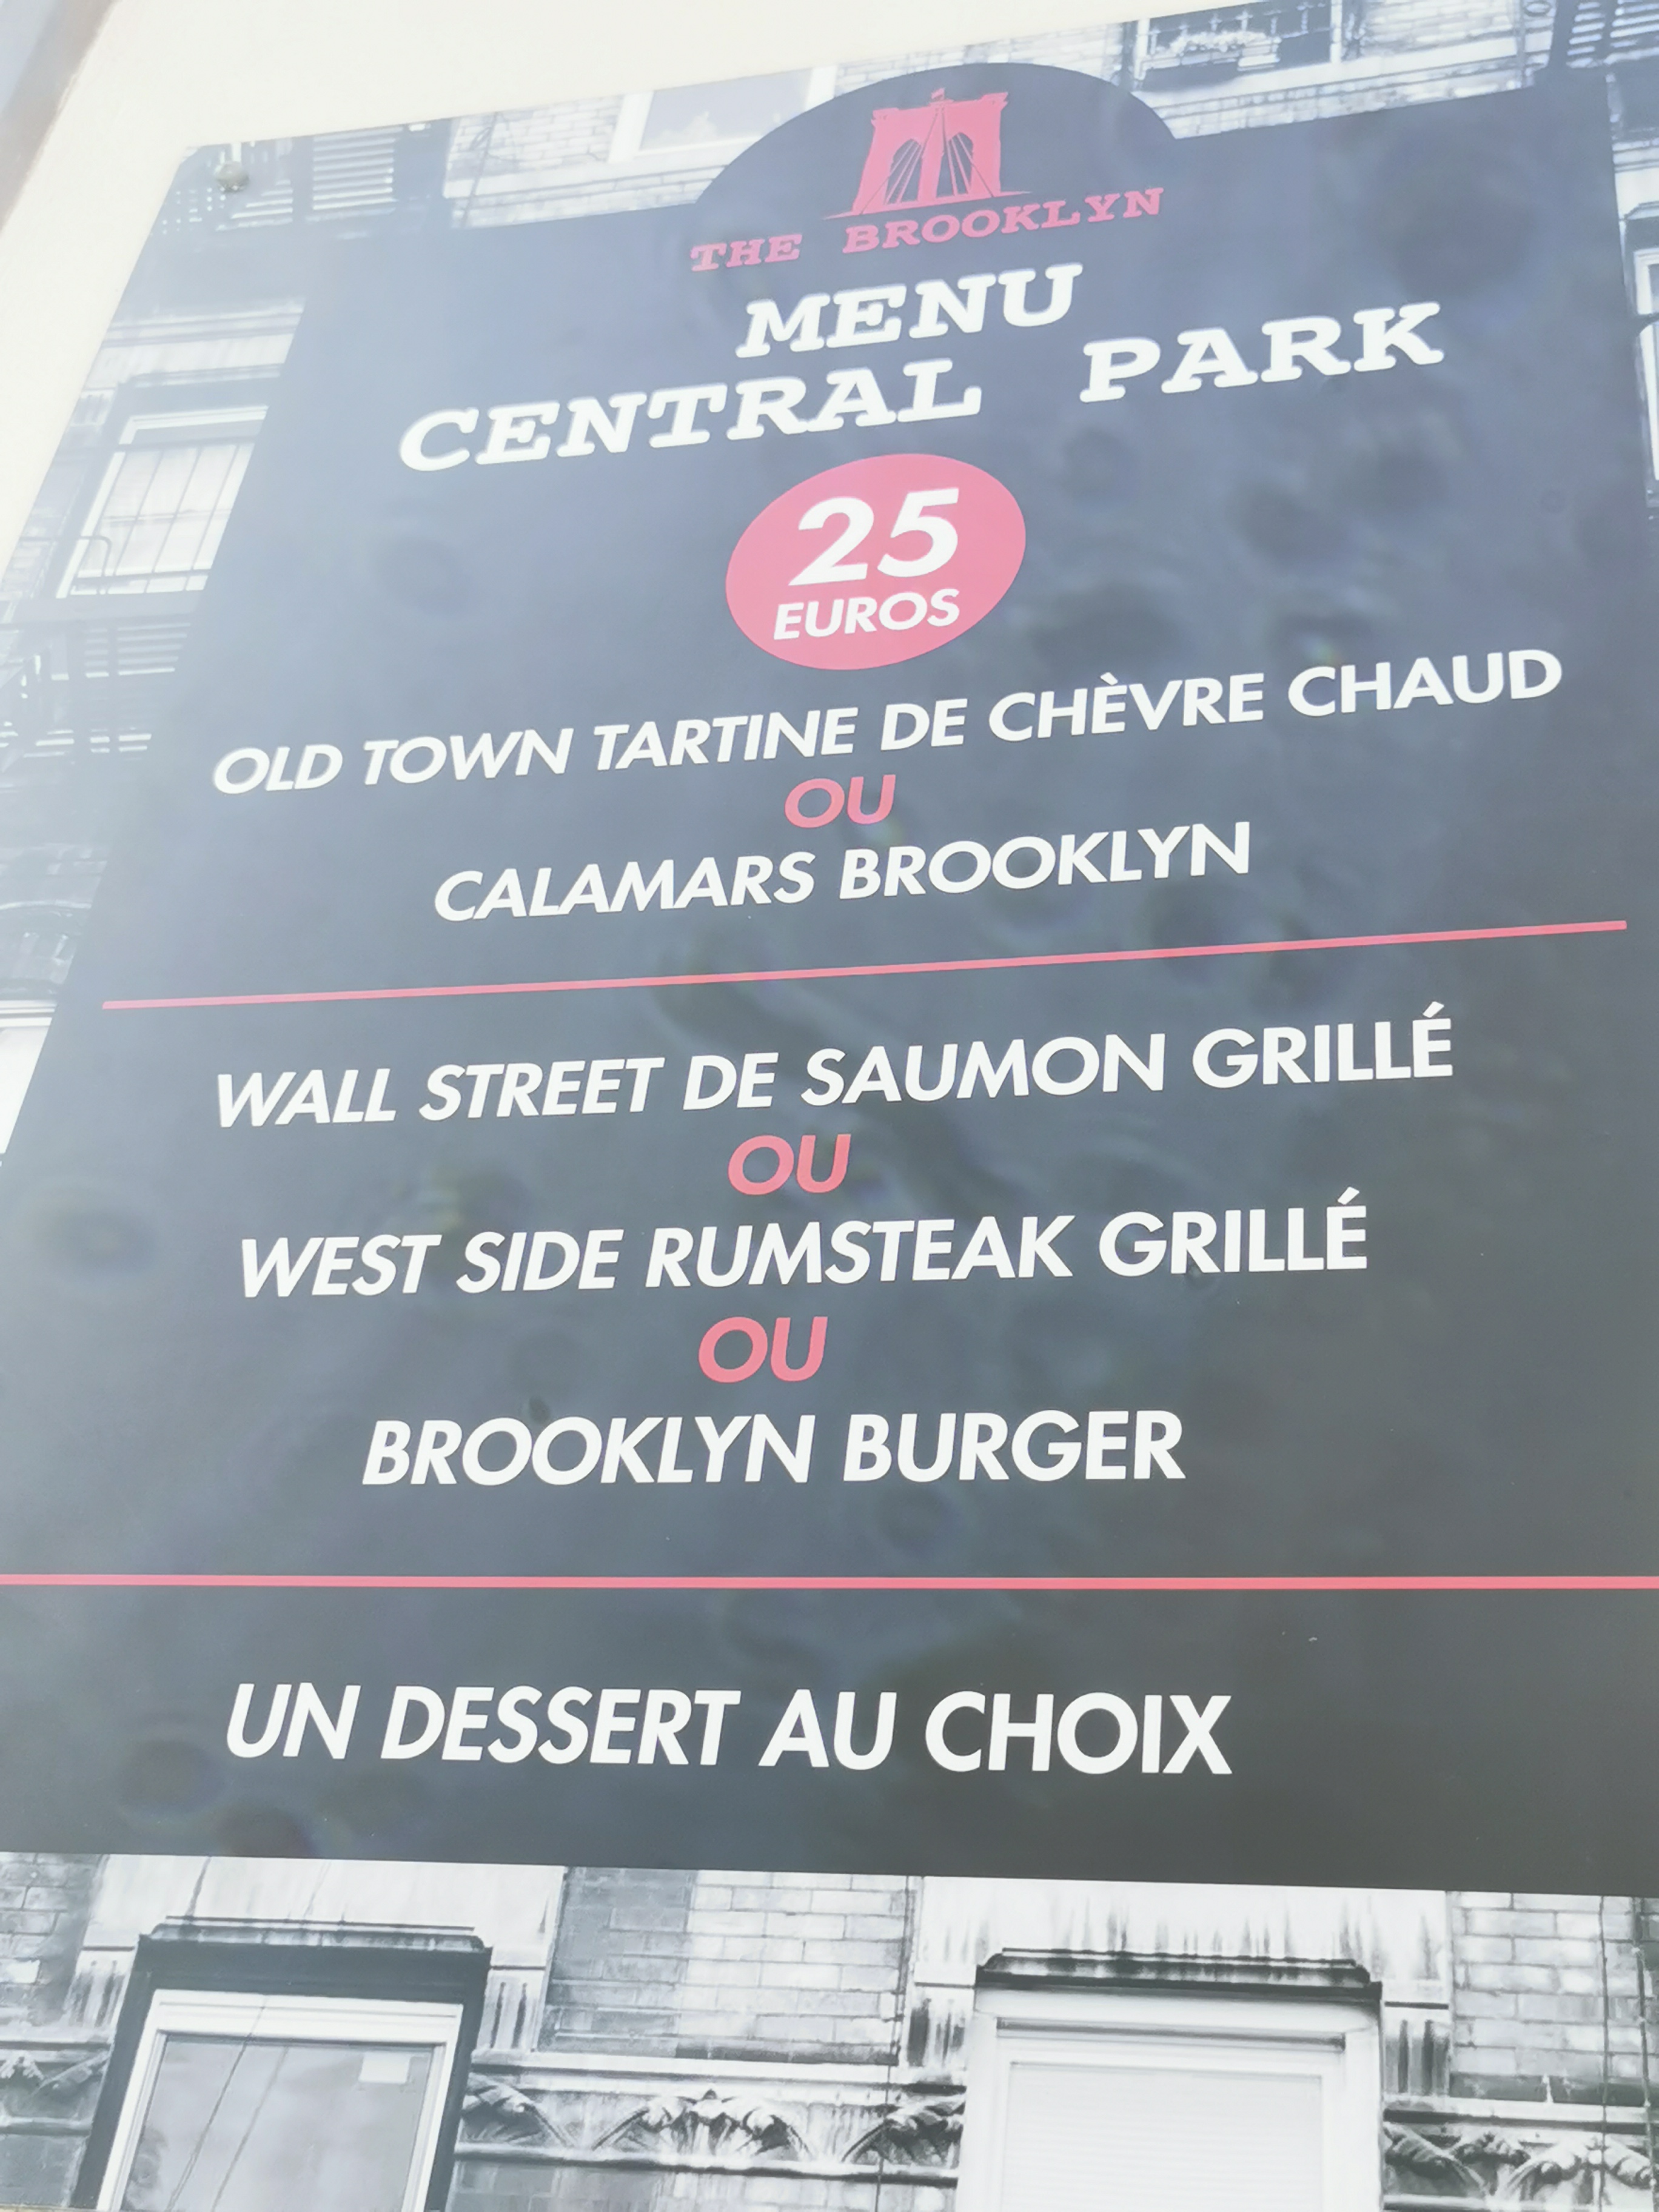 THE BROOKLYN
MENU
CENTRAL PARK
25
EUROS
OLD TOWN TARTINE DE CHÈVRE CHAUD
OU
CALAMARS BROOKLYN
WALL STREET DE SAUMON GRILLÉ
OU
WEST SIDE RUMSTEAK GRILLÉ
OU
BROOKLYN BURGER
UN DESSERT AU CHOIX